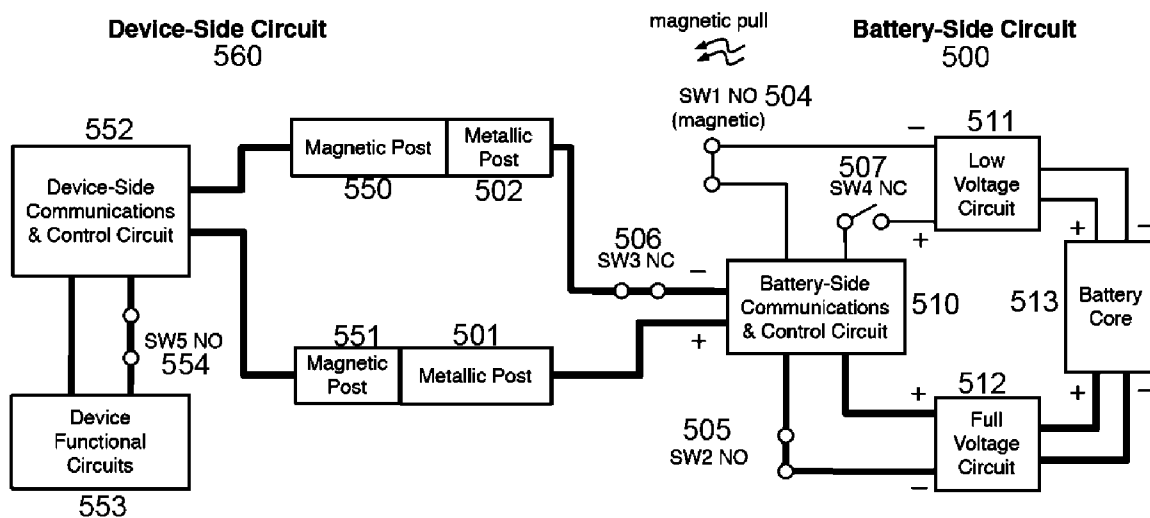 Device-Side Circuit
560
magnetic pull
Battery-Side Circuit
500
SW1 NO 504
(magnetic)
552
Device-Side
Communications
& Control Circuit
Magnetic Post
550
Metallic
Post
502
−
511
Low
Voltage
Circuit
507
SW4 NC
+
+
−
506
SW3 NC
−
Battery-Side
Communications
& Control Circuit
510
+
513
Battery
Core
SW5 NO
554
551
Magnetic
Post
501
Metallic Post
Device
Functional
Circuits
553
505
SW2 NO
+
512
Full
Voltage
Circuit
−
+
−